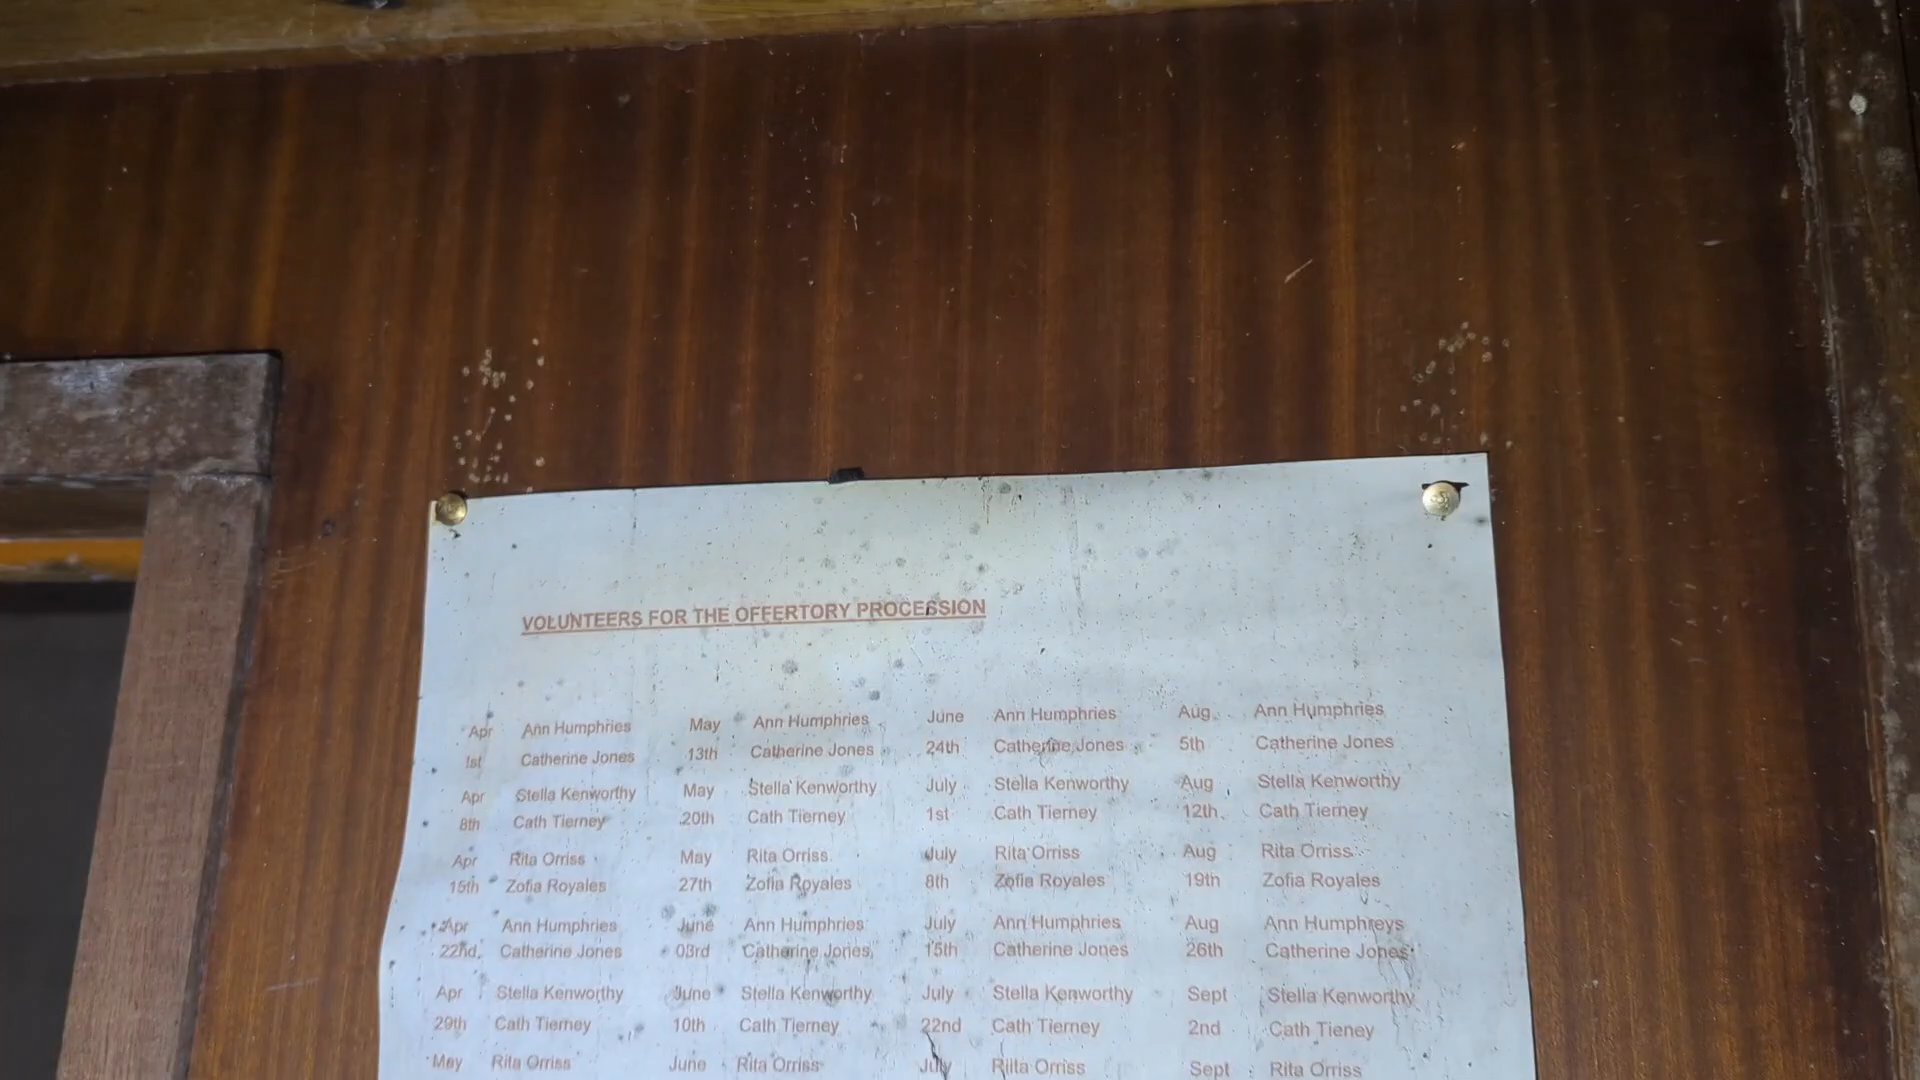 VOLUNTEERS FOR THE OFFERTORY PROCESSION
Apr Ann Humphries May Ann Humphries June Ann Humphries Aug Ann Humphries
1st Catherine Jones 13th Catherine Jones 24th Catherine Jones 5th Catherine Jones
Apr Stella Kenworthy May Stella Kenworthy July Stella Kenworthy Aug Stella Kenworthy
8th Cath Tierney 20th Cath Tierney 1st Cath Tierney 12th Cath Tierney
Apr Rita Orriss May Rita Orriss July Rita Orriss Aug Rita Orriss
15th Zofia Royales 27th Zofia Royales 8th Zofia Royales 19th Zofia Royales
Apr Ann Humphries June Ann Humphries July Ann Humphries Aug Ann Humphreys
22nd Catherine Jones 03rd Catherine Jones 15th Catherine Jones 26th Catherine Jones
Apr Stella Kenworthy June Stella Kenworthy July Stella Kenworthy Sept Stella Kenworthy
29th Cath Tierney 10th Cath Tierney 22nd Cath Tierney 2nd Cath Tieney
May Rita Orriss June Rita Orriss July Rilta Orriss Sept Rita Orriss